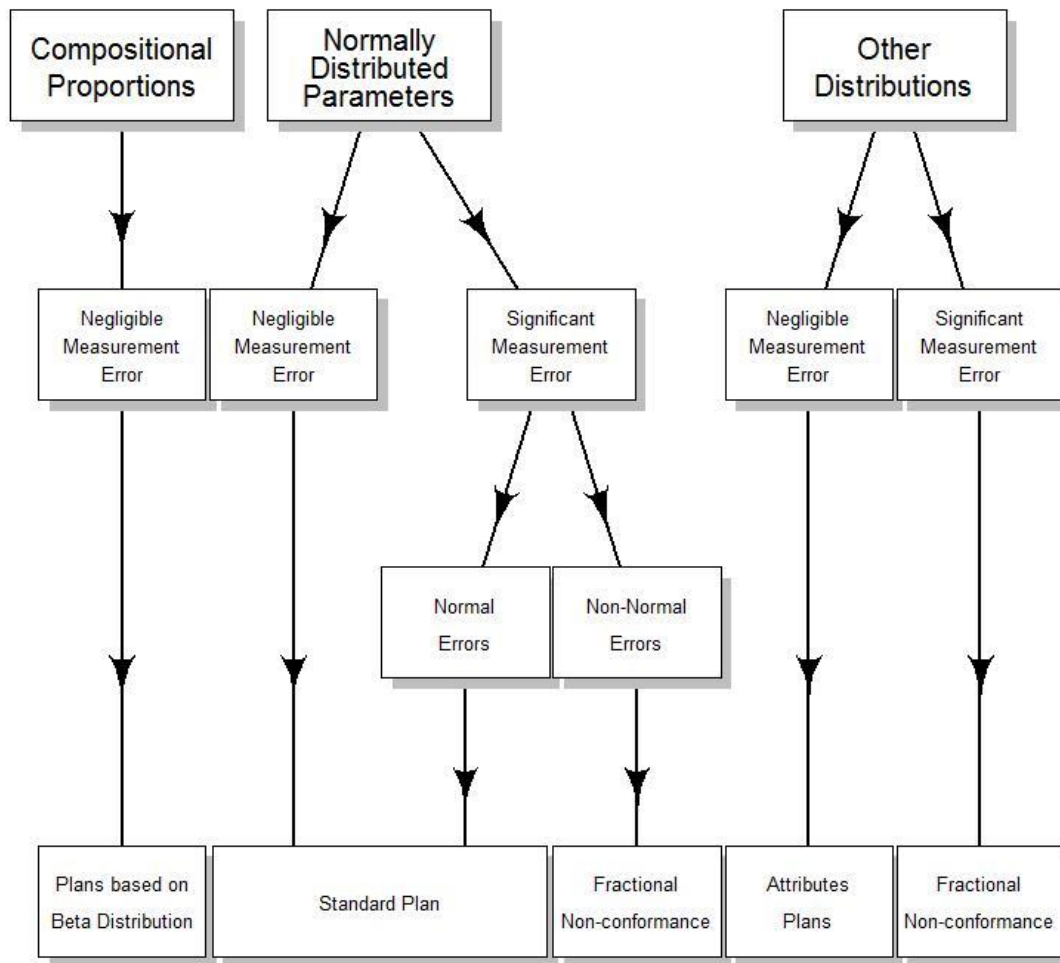 Compositional
Proportions
Normally
Distributed
Parameters
Other
Distributions
Negligible
Measurement
Error
Negligible
Measurement
Error
Significant
Measurement
Error
Negligible
Measurement
Error
Significant
Measurement
Error
Normal
Errors
Non-Normal
Errors
Plans based on
Beta Distribution
Standard Plan
Fractional
Non-conformance
Attributes
Plans
Fractional
Non-conformance